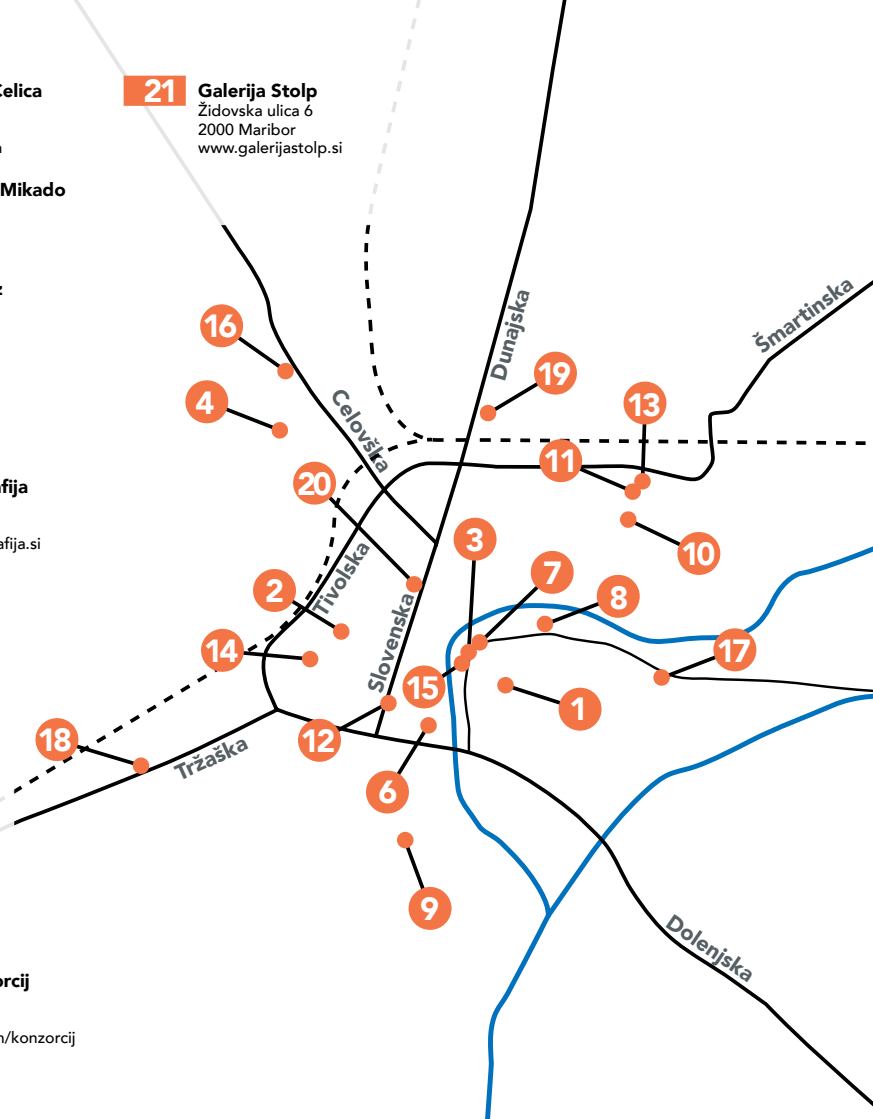 elica
21
Galerija Stolp
Židovska ulica 6
2000 Maribor
www.galerijastolp.si
Mikado
Dunajska
Šmartinska
16
19
4
Celovška
13
11
20
fija
afija.si
3
10
Tivolska
7
2
8
Slovenska
14
17
15
1
12
18
Tržaška
6
9
Dolenjska
orcij
n/konzorcij